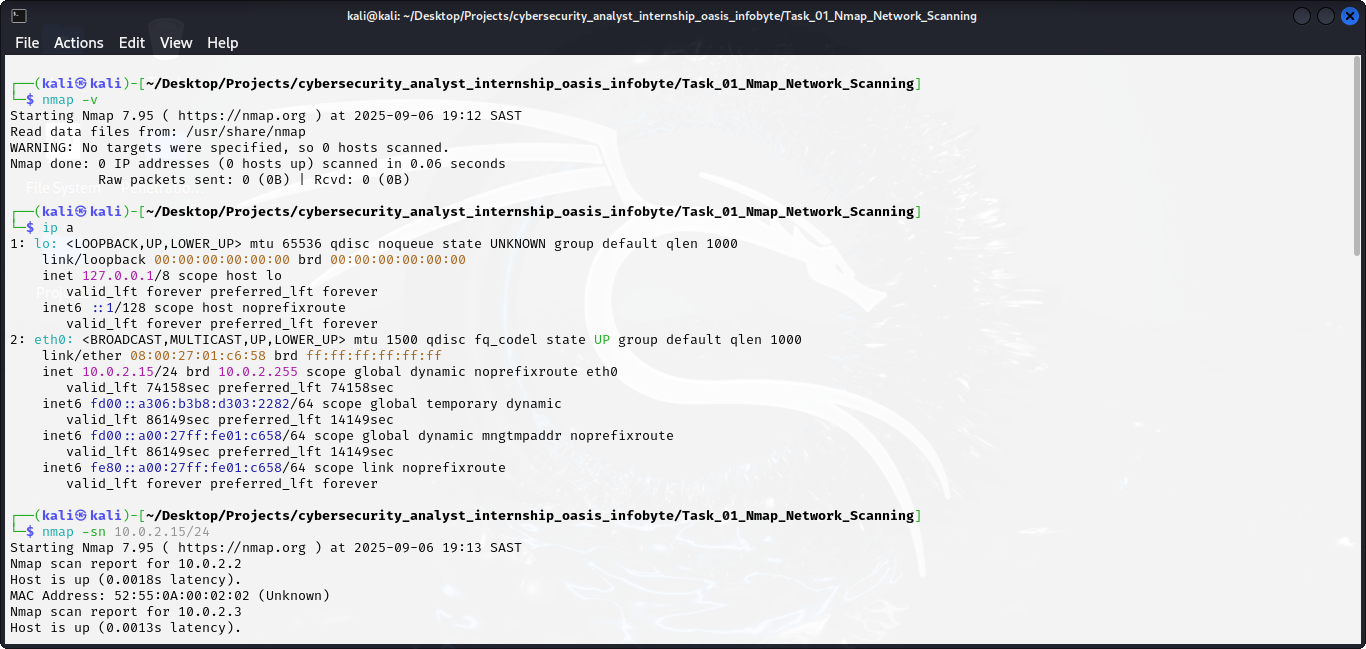 kali@kali: ~/Desktop/Projects/cybersecurity_analyst_internship_oasis_infobyte/Task_01_Nmap_Network_Scanning
File Actions Edit View Help
┌──(kali㉿kali)-[~/Desktop/Projects/cybersecurity_analyst_internship_oasis_infobyte/Task_01_Nmap_Network_Scanning]
└─$ nmap -v
Starting Nmap 7.95 ( https://nmap.org ) at 2025-09-06 19:12 SAST
Read data files from: /usr/share/nmap
WARNING: No targets were specified, so 0 hosts scanned.
Nmap done: 0 IP addresses (0 hosts up) scanned in 0.06 seconds
           Raw packets sent: 0 (0B) | Rcvd: 0 (0B)
File System
┌──(kali㉿kali)-[~/Desktop/Projects/cybersecurity_analyst_internship_oasis_infobyte/Task_01_Nmap_Network_Scanning]
└─$ ip a
1: lo: <LOOPBACK,UP,LOWER_UP> mtu 65536 qdisc noqueue state UNKNOWN group default qlen 1000
    link/loopback 00:00:00:00:00:00 brd 00:00:00:00:00:00
    inet 127.0.0.1/8 scope host lo
       valid_lft forever preferred_lft forever
    inet6 ::1/128 scope host noprefixroute
       valid_lft forever preferred_lft forever
2: eth0: <BROADCAST,MULTICAST,UP,LOWER_UP> mtu 1500 qdisc fq_codel state UP group default qlen 1000
    link/ether 08:00:27:01:c6:58 brd ff:ff:ff:ff:ff:ff
    inet 10.0.2.15/24 brd 10.0.2.255 scope global dynamic noprefixroute eth0
       valid_lft 74158sec preferred_lft 74158sec
    inet6 fd00::a306:b3b8:d303:2282/64 scope global temporary dynamic
       valid_lft 86149sec preferred_lft 14149sec
    inet6 fd00::a00:27ff:fe01:c658/64 scope global dynamic mngtmpaddr noprefixroute
       valid_lft 86149sec preferred_lft 14149sec
    inet6 fe80::a00:27ff:fe01:c658/64 scope link noprefixroute
       valid_lft forever preferred_lft forever
┌──(kali㉿kali)-[~/Desktop/Projects/cybersecurity_analyst_internship_oasis_infobyte/Task_01_Nmap_Network_Scanning]
└─$ nmap -sn 10.0.2.15/24
Starting Nmap 7.95 ( https://nmap.org ) at 2025-09-06 19:13 SAST
Nmap scan report for 10.0.2.2
Host is up (0.0018s latency).
MAC Address: 52:55:0A:00:02:02 (Unknown)
Nmap scan report for 10.0.2.3
Host is up (0.0013s latency).